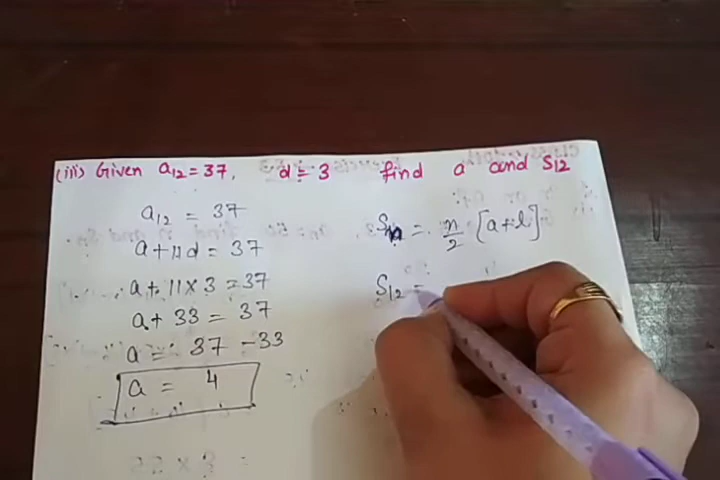 (iii) Given a12 = 37, d = 3 find a and S12
a12 = 37
a + 11d = 37
a + 11 × 3 = 37
a + 33 = 37
a = 37 - 33
a = 4
Sn = n/2 [a+l]
S12 =